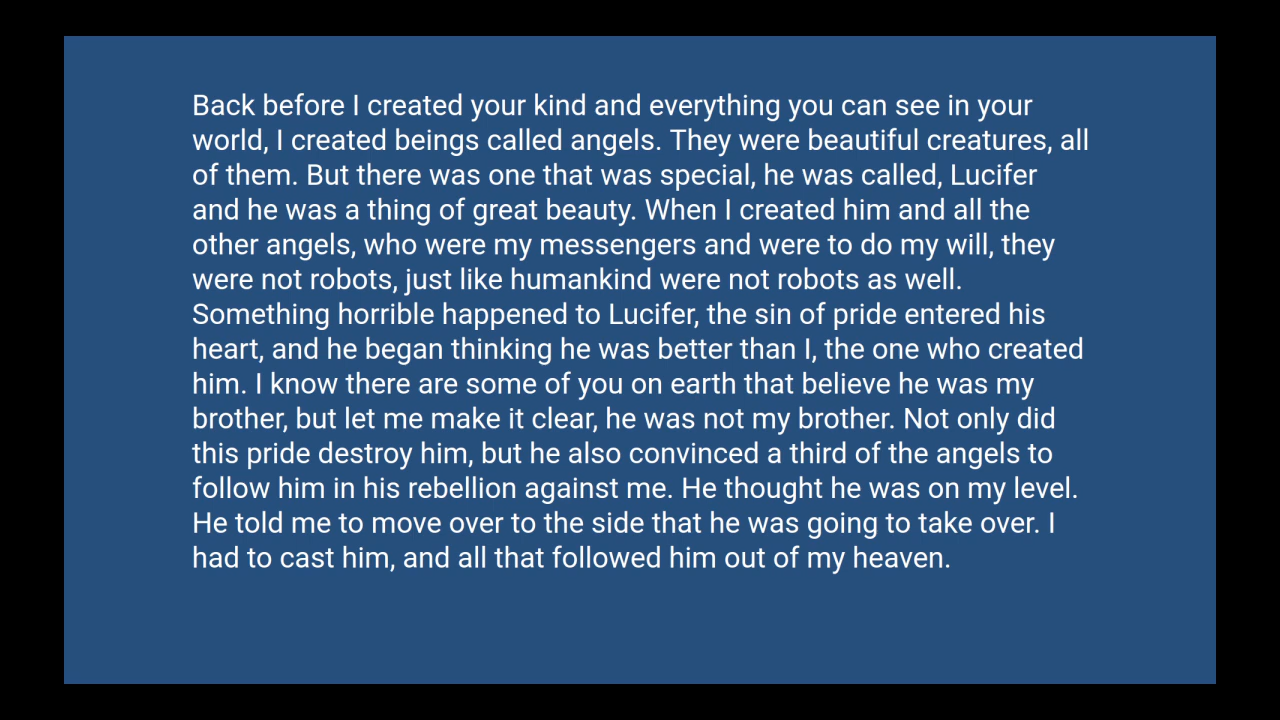 Back before I created your kind and everything you can see in your
world, I created beings called angels. They were beautiful creatures, all
of them. But there was one that was special, he was called, Lucifer
and he was a thing of great beauty. When I created him and all the
other angels, who were my messengers and were to do my will, they
were not robots, just like humankind were not robots as well.
Something horrible happened to Lucifer, the sin of pride entered his
heart, and he began thinking he was better than I, the one who created
him. I know there are some of you on earth that believe he was my
brother, but let me make it clear, he was not my brother. Not only did
this pride destroy him, but he also convinced a third of the angels to
follow him in his rebellion against me. He thought he was on my level.
He told me to move over to the side that he was going to take over. I
had to cast him, and all that followed him out of my heaven.